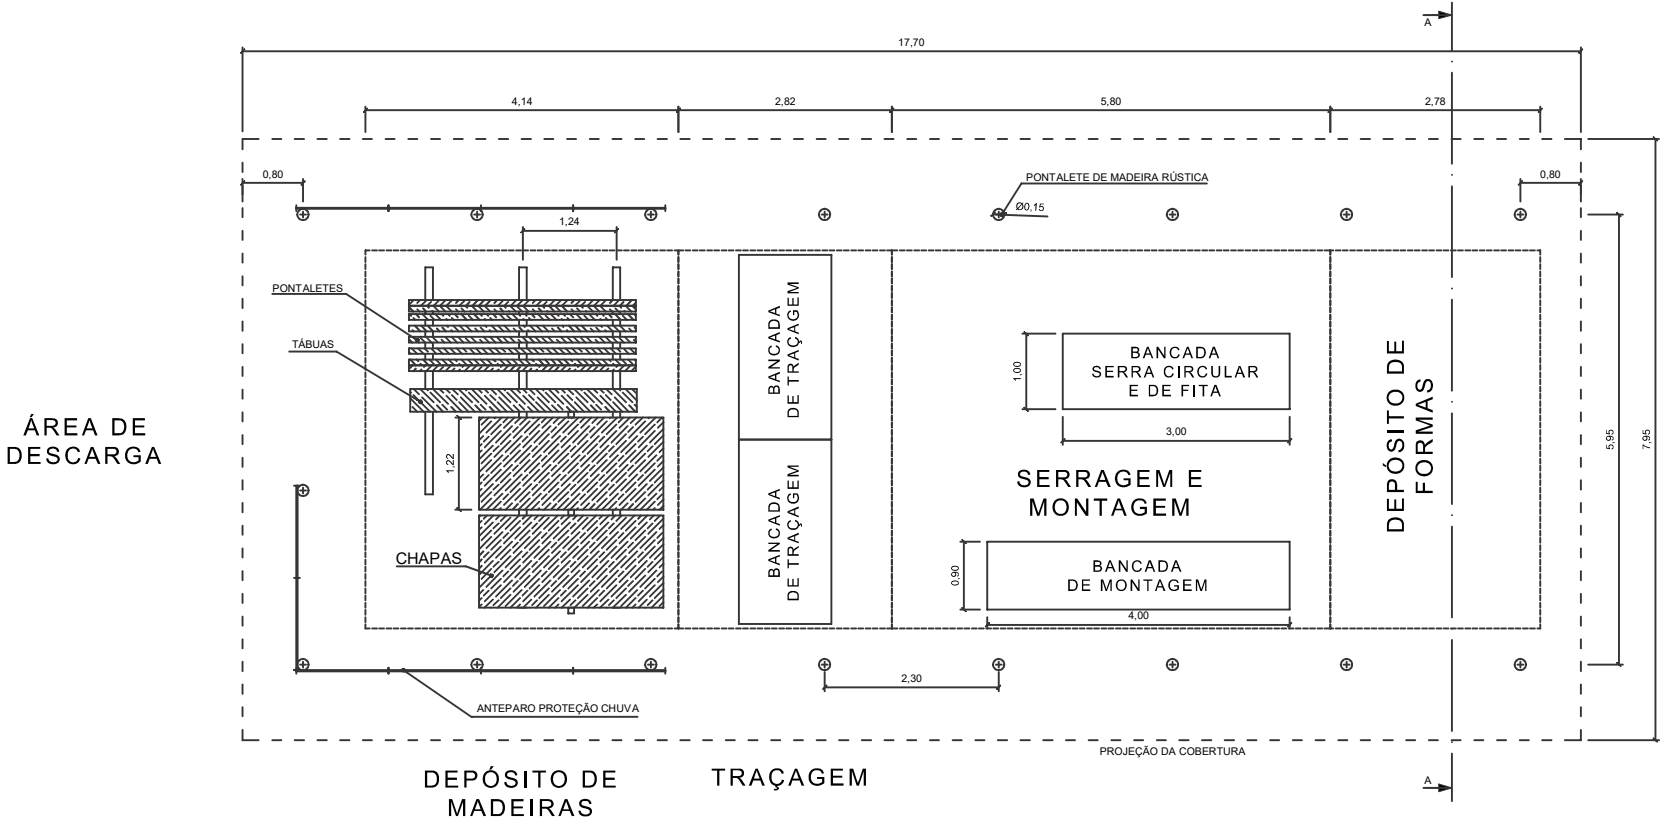 A
17,70
4,14
2,82
5,80
2,78
0,80
PONTALETE DE MADEIRA RÚSTICA
0,80
Ø0,15
1,24
PONTALETES
TÁBUAS
BANCADA
DE TRAÇAGEM
1,00
BANCADA
SERRA CIRCULAR
E DE FITA
3,00
DEPÓSITO DE
FORMAS
5,95
7,95
ÁREA DE
DESCARGA
1,22
SERRAGEM E
MONTAGEM
BANCADA
DE TRAÇAGEM
CHAPAS
0,90
BANCADA
DE MONTAGEM
4,00
2,30
ANTEPARO PROTEÇÃO CHUVA
PROJEÇÃO DA COBERTURA
DEPÓSITO DE
MADEIRAS
TRAÇAGEM
A